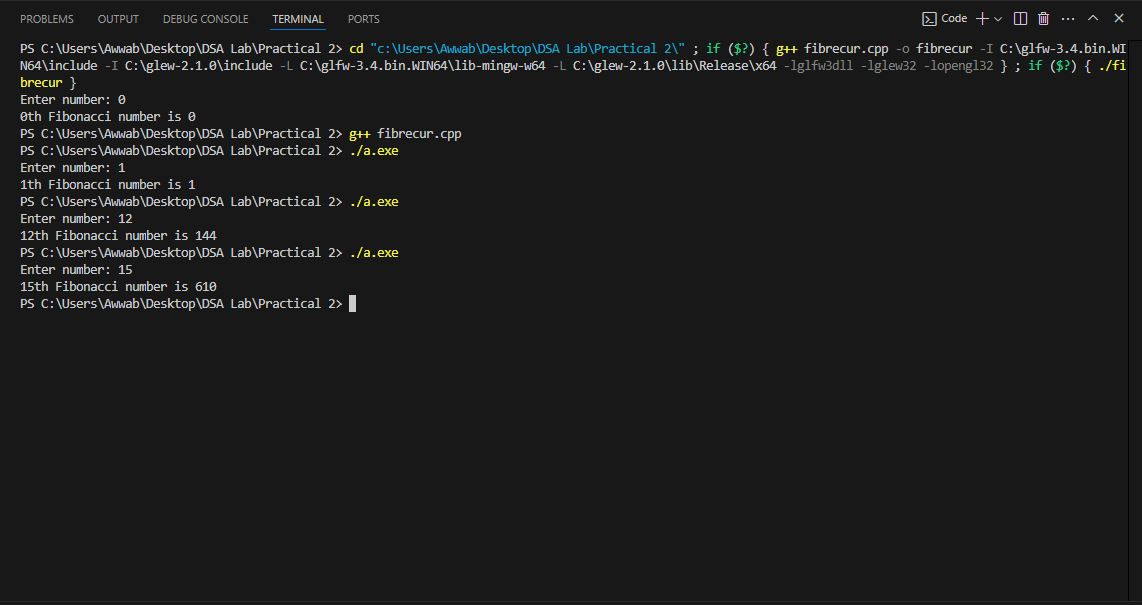 PROBLEMS OUTPUT DEBUG CONSOLE TERMINAL PORTS Code
PS C:\Users\Awwab\Desktop\DSA Lab\Practical 2> cd "c:\Users\Awwab\Desktop\DSA Lab\Practical 2\" ; if ($?) { g++ fibrecur.cpp -o fibrecur -I C:\glfw-3.4.bin.WI
N64\include -I C:\glew-2.1.0\include -L C:\glfw-3.4.bin.WIN64\lib-mingw-w64 -L C:\glew-2.1.0\lib\Release\x64 -lglfw3dll -lglew32 -lopengl32 } ; if ($?) { ./fi
brecur }
Enter number: 0
0th Fibonacci number is 0
PS C:\Users\Awwab\Desktop\DSA Lab\Practical 2> g++ fibrecur.cpp
PS C:\Users\Awwab\Desktop\DSA Lab\Practical 2> ./a.exe
Enter number: 1
1th Fibonacci number is 1
PS C:\Users\Awwab\Desktop\DSA Lab\Practical 2> ./a.exe
Enter number: 12
12th Fibonacci number is 144
PS C:\Users\Awwab\Desktop\DSA Lab\Practical 2> ./a.exe
Enter number: 15
15th Fibonacci number is 610
PS C:\Users\Awwab\Desktop\DSA Lab\Practical 2>